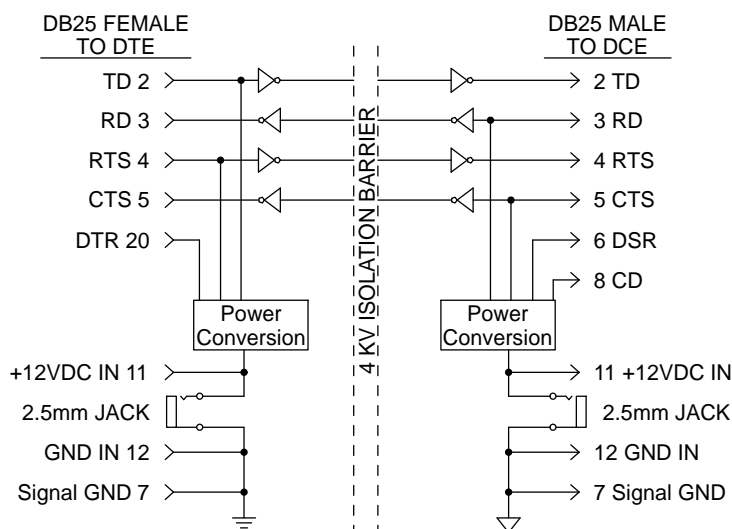 DB25 FEMALE
TO DTE
DB25 MALE
TO DCE
TD 2
2 TD
RD 3
3 RD
RTS 4
4 RTS
CTS 5
5 CTS
DTR 20
6 DSR
8 CD
4 KV ISOLATION BARRIER
Power
Conversion
Power
Conversion
+12VDC IN 11
11 +12VDC IN
2.5mm JACK
2.5mm JACK
GND IN 12
12 GND IN
Signal GND 7
7 Signal GND